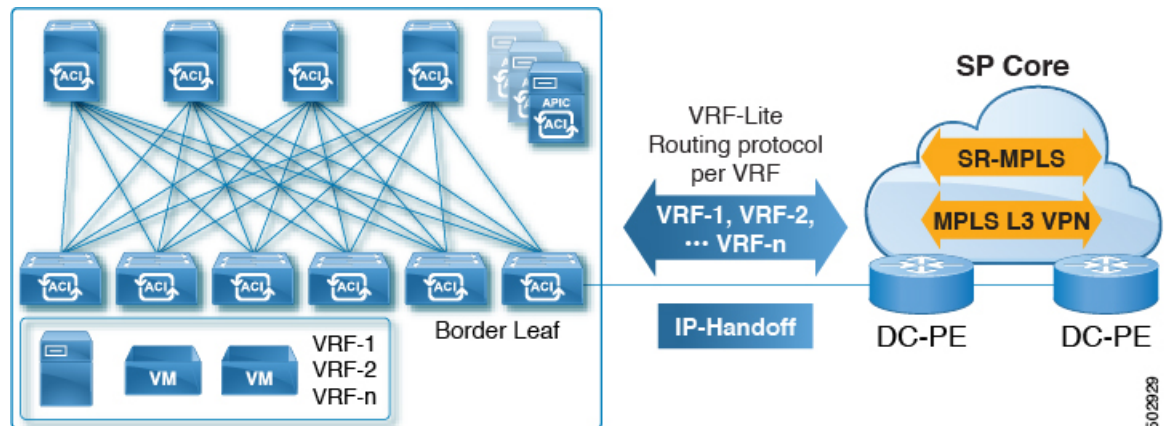 ACI
ACI
ACI
ACI
APIC
ACI
ACI
ACI
ACI
ACI
ACI
ACI
Border Leaf
VM
VM
VRF-1
VRF-2
VRF-n
VRF-Lite
Routing protocol
per VRF
VRF-1, VRF-2,
··· VRF-n
IP-Handoff
SP Core
SR-MPLS
MPLS L3 VPN
DC-PE
DC-PE
502929